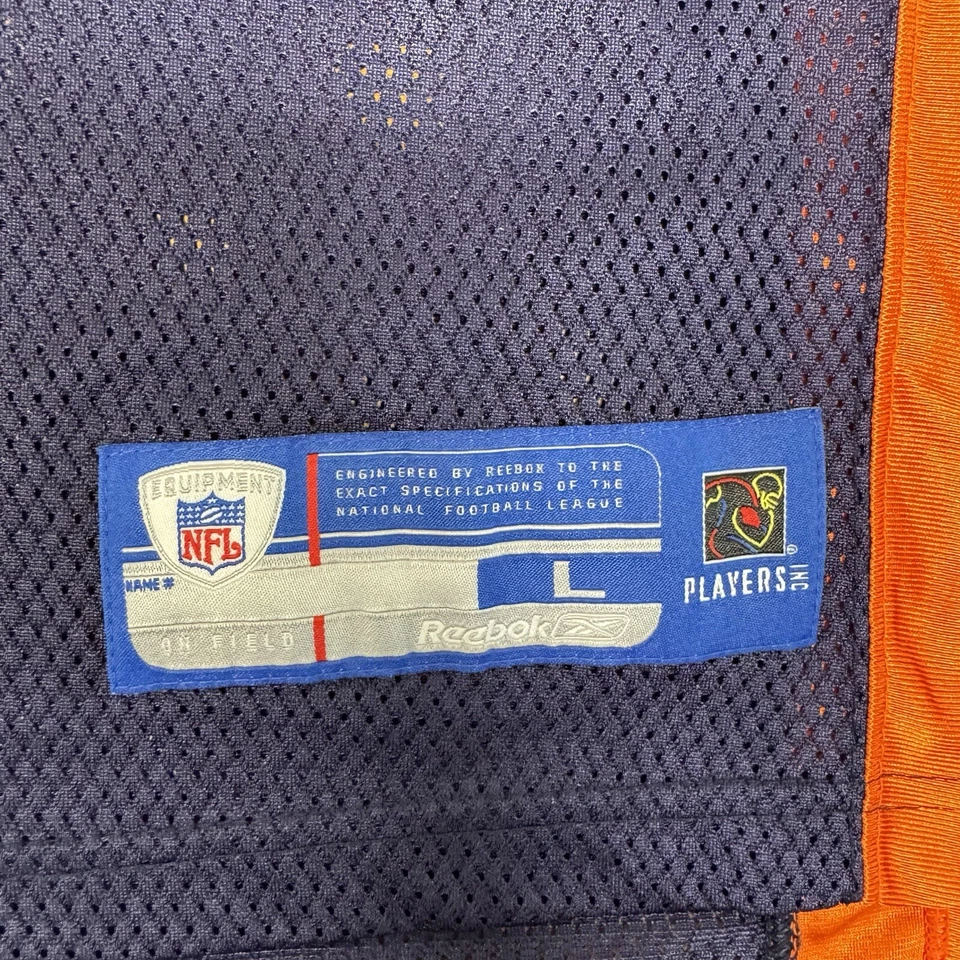 EQUIPMENT
NFL
ENGINEERED BY REEBOK TO THE
EXACT SPECIFICATIONS OF THE
NATIONAL FOOTBALL LEAGUE
NAME #
L
ON FIELD
Reebok
PLAYERS INC
®